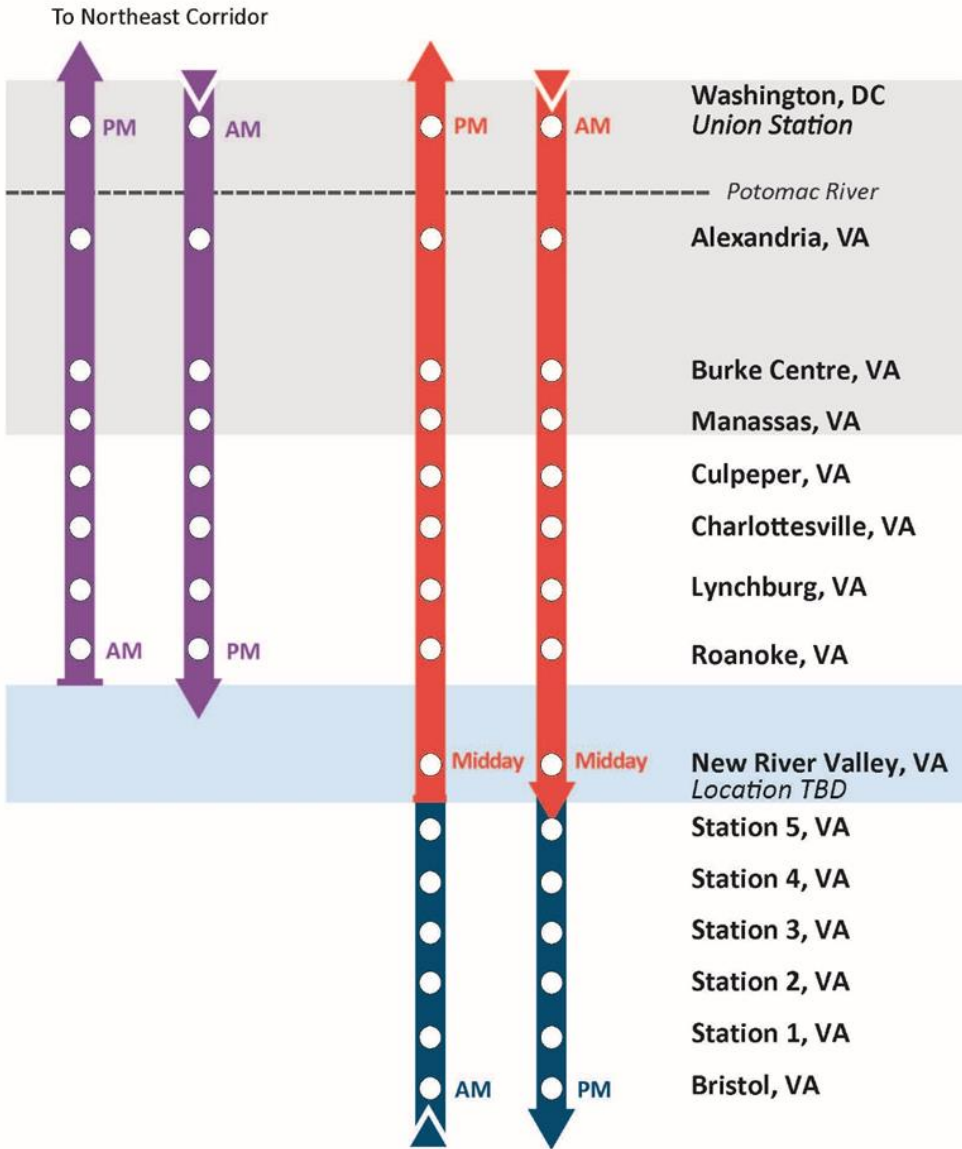 To Northeast Corridor
Washington, DC
PM AM PM AM Union Station
Potomac River
Alexandria, VA
Burke Centre, VA
Manassas, VA
Culpeper, VA
Charlottesville, VA
Lynchburg, VA
AM PM Roanoke, VA
Midday Midday New River Valley, VA
Location TBD
Station 5, VA
Station 4, VA
Station 3, VA
Station 2, VA
Station 1, VA
AM PM Bristol, VA